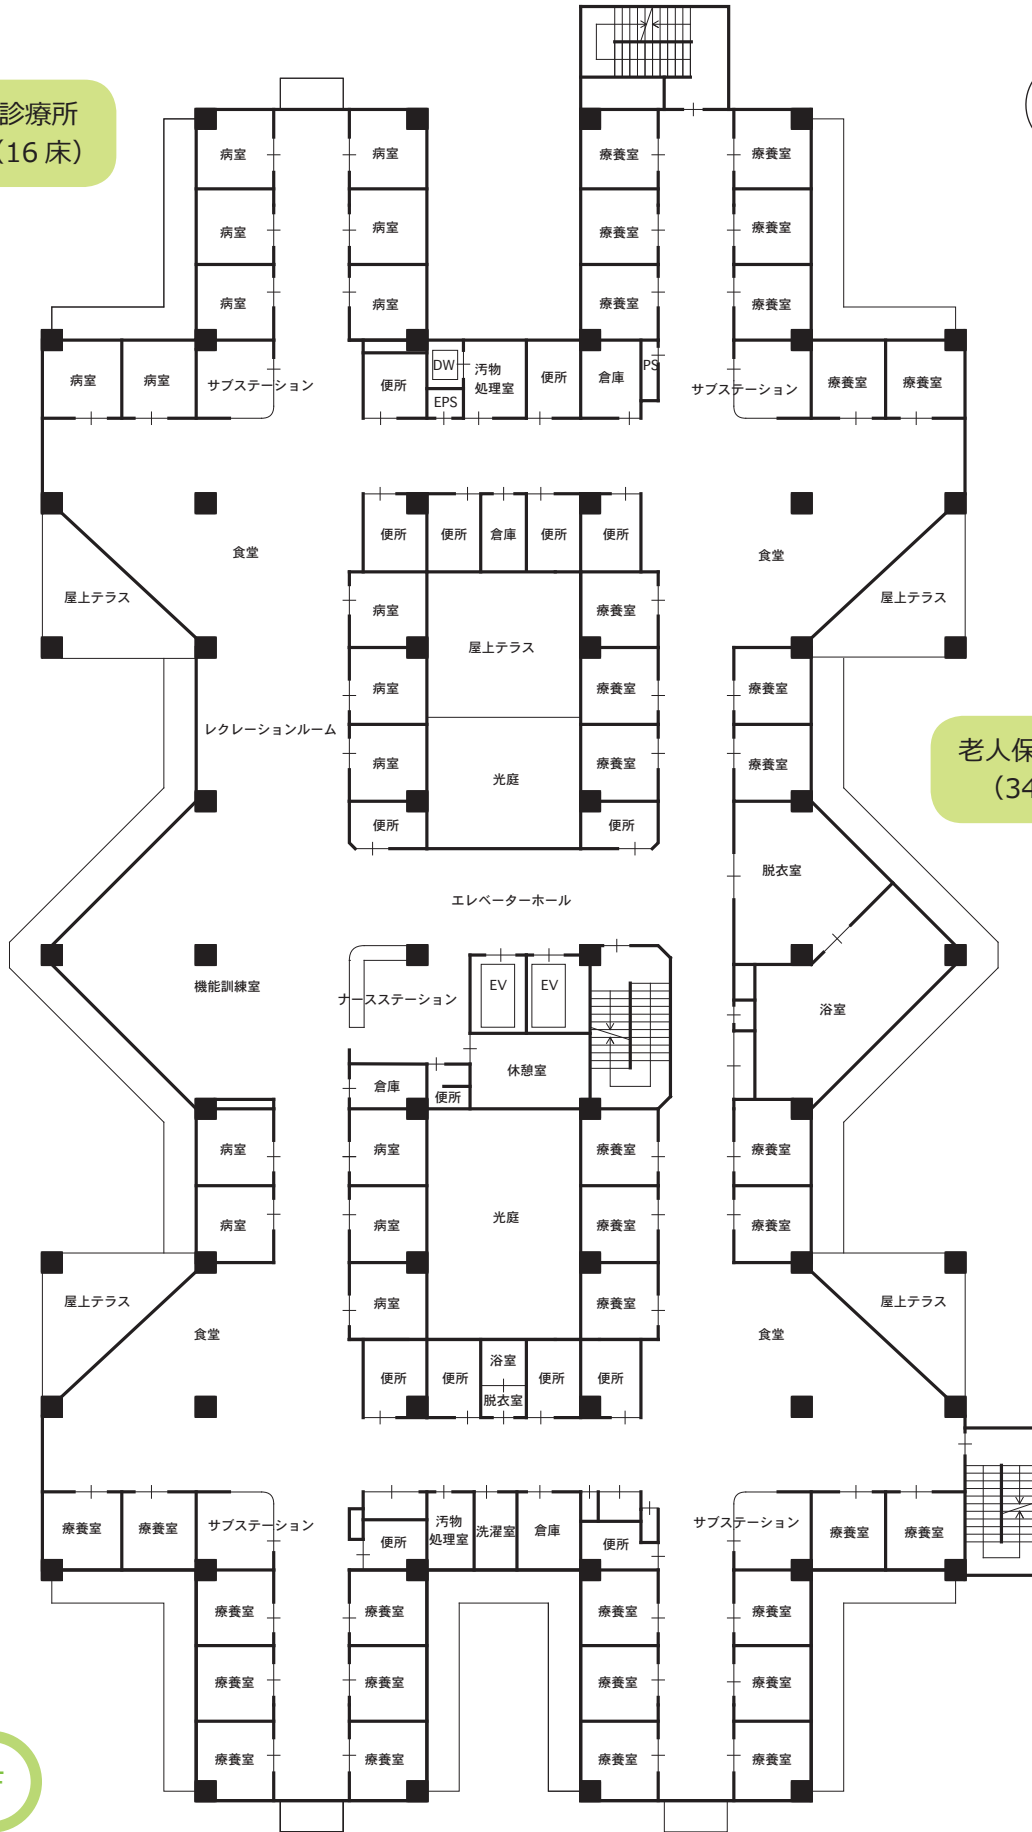 診療所
（16 床）
病室
病室
療養室
療養室
病室
病室
療養室
療養室
病室
病室
療養室
療養室
病室
病室
サブステーション
便所
DW
EPS
汚物
処理室
便所
倉庫
PS
サブステーション
療養室
療養室
食堂
便所
便所
倉庫
便所
便所
食堂
屋上テラス
病室
療養室
屋上テラス
屋上テラス
病室
療養室
療養室
レクレーションルーム
病室
光庭
療養室
療養室
老人保
（34
便所
便所
脱衣室
エレベーターホール
機能訓練室
ナースステーション
EV
EV
浴室
休憩室
倉庫
便所
病室
病室
療養室
療養室
病室
病室
光庭
療養室
療養室
屋上テラス
病室
療養室
屋上テラス
食堂
食堂
便所
便所
浴室
脱衣室
便所
便所
療養室
療養室
サブステーション
便所
汚物
処理室
洗濯室
倉庫
便所
サブステーション
療養室
療養室
療養室
療養室
療養室
療養室
療養室
療養室
療養室
療養室
療養室
療養室
療養室
療養室